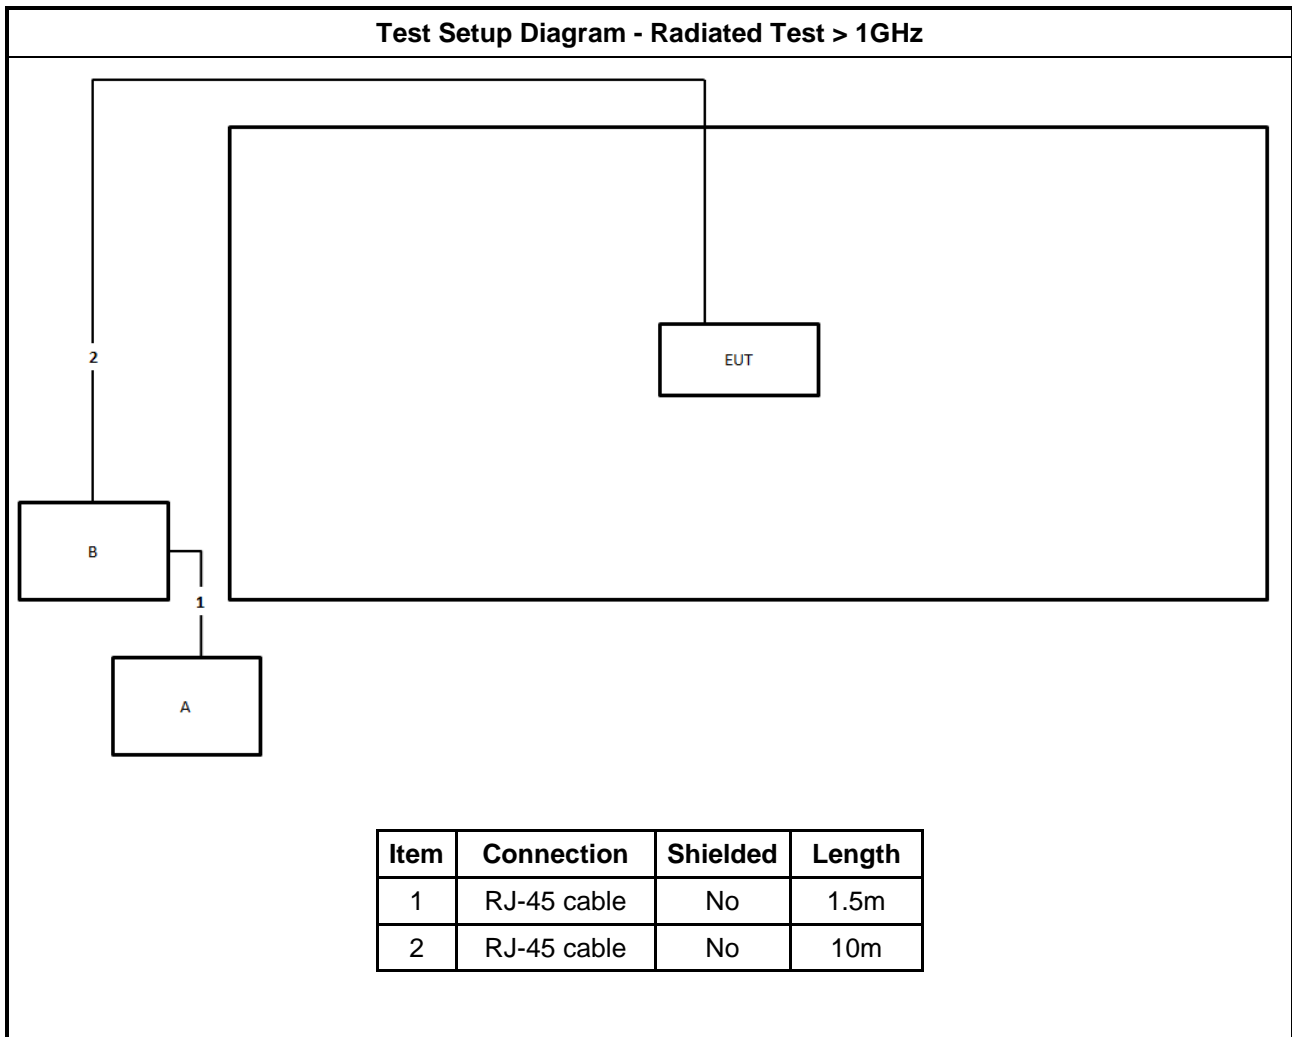 Test Setup Diagram - Radiated Test > 1GHz
2
EUT
B
1
A
Item Connection Shielded Length
1 RJ-45 cable No 1.5m
2 RJ-45 cable No 10m